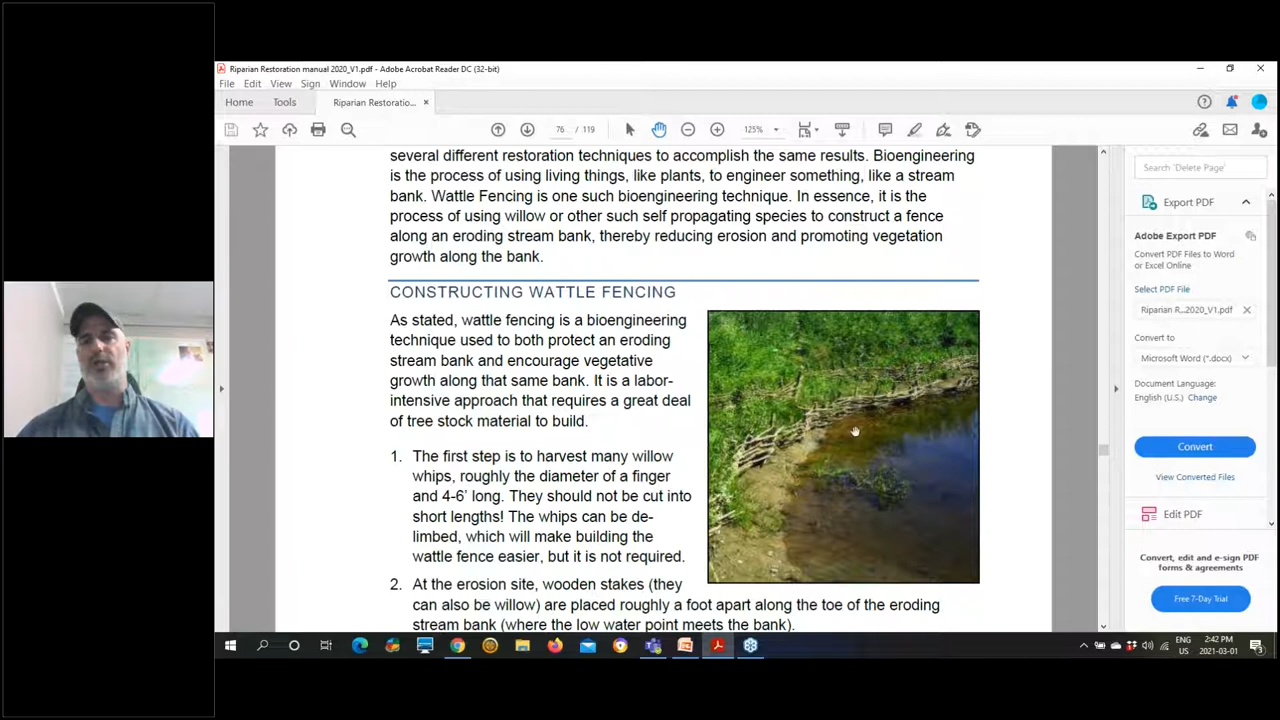 Riparian Restoration manual 2020_V1.pdf - Adobe Acrobat Reader DC (32-bit)
File Edit View Sign Window Help
Home Tools Riparian Restoratio... ×
76 / 119 125%
several different restoration techniques to accomplish the same results. Bioengineering
is the process of using living things, like plants, to engineer something, like a stream
bank. Wattle Fencing is one such bioengineering technique. In essence, it is the
process of using willow or other such self propagating species to construct a fence
along an eroding stream bank, thereby reducing erosion and promoting vegetation
growth along the bank.
CONSTRUCTING WATTLE FENCING
As stated, wattle fencing is a bioengineering
technique used to both protect an eroding
stream bank and encourage vegetative
growth along that same bank. It is a labor-
intensive approach that requires a great deal
of tree stock material to build.
1. The first step is to harvest many willow
whips, roughly the diameter of a finger
and 4-6’ long. They should not be cut into
short lengths! The whips can be de-
limbed, which will make building the
wattle fence easier, but it is not required.
2. At the erosion site, wooden stakes (they
can also be willow) are placed roughly a foot apart along the toe of the eroding
stream bank (where the low water point meets the bank).
Search 'Delete Page'
Export PDF
Adobe Export PDF
Convert PDF Files to Word
or Excel Online
Select PDF File
Riparian R...2020_V1.pdf ×
Convert to
Microsoft Word (*.docx)
Document Language:
English (U.S.) Change
Convert
View Converted Files
Edit PDF
Convert, edit and e-sign PDF
forms & agreements
Free 7-Day Trial
ENG
US
2:42 PM
2021-03-01
3